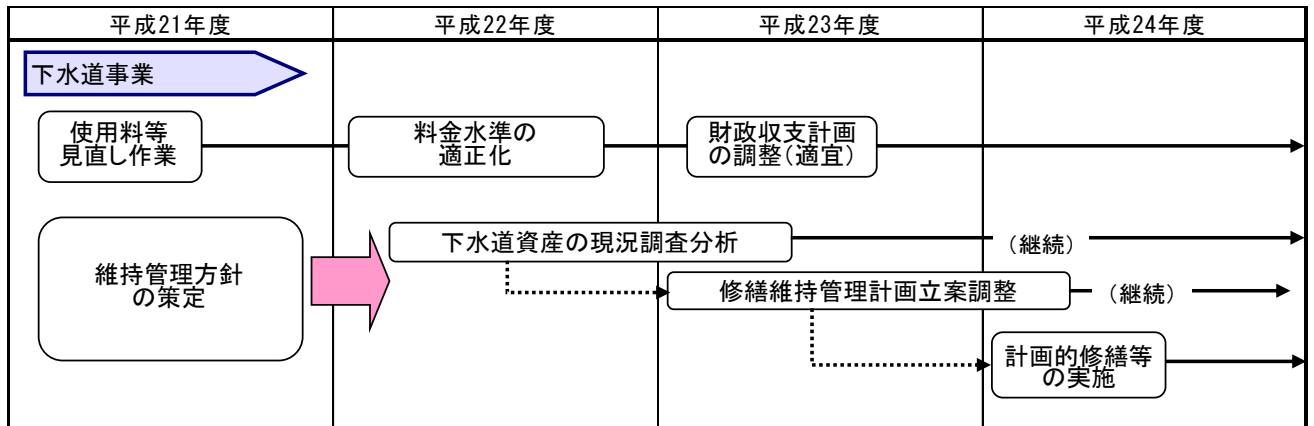 平成21年度
平成22年度
平成23年度
平成24年度
下水道事業
使用料等
見直し作業
料金水準の
適正化
財政収支計画
の調整(適宜)
維持管理方針
の策定
下水道資産の現況調査分析
(継続)
修繕維持管理計画立案調整
(継続)
計画的修繕等
の実施